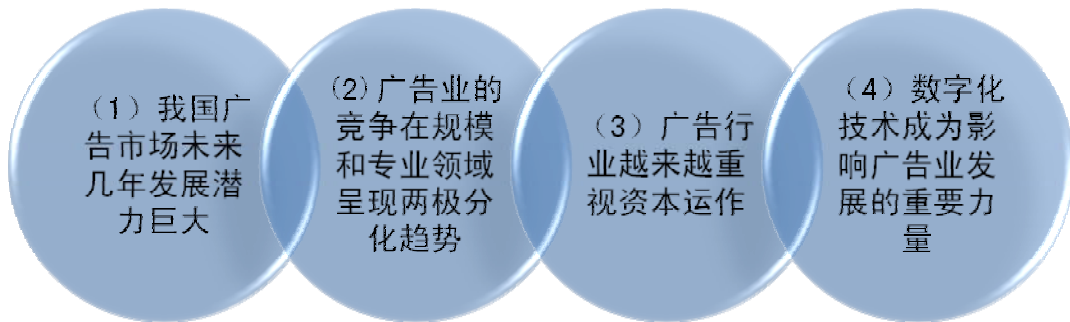 （1）我国广
告市场未来
几年发展潜
力巨大
(2)广告业的
竞争在规模
和专业领域
呈现两极分
化趋势
（3）广告行
业越来越重
视资本运作
（4）数字化
技术成为影
响广告业发
展的重要力
量